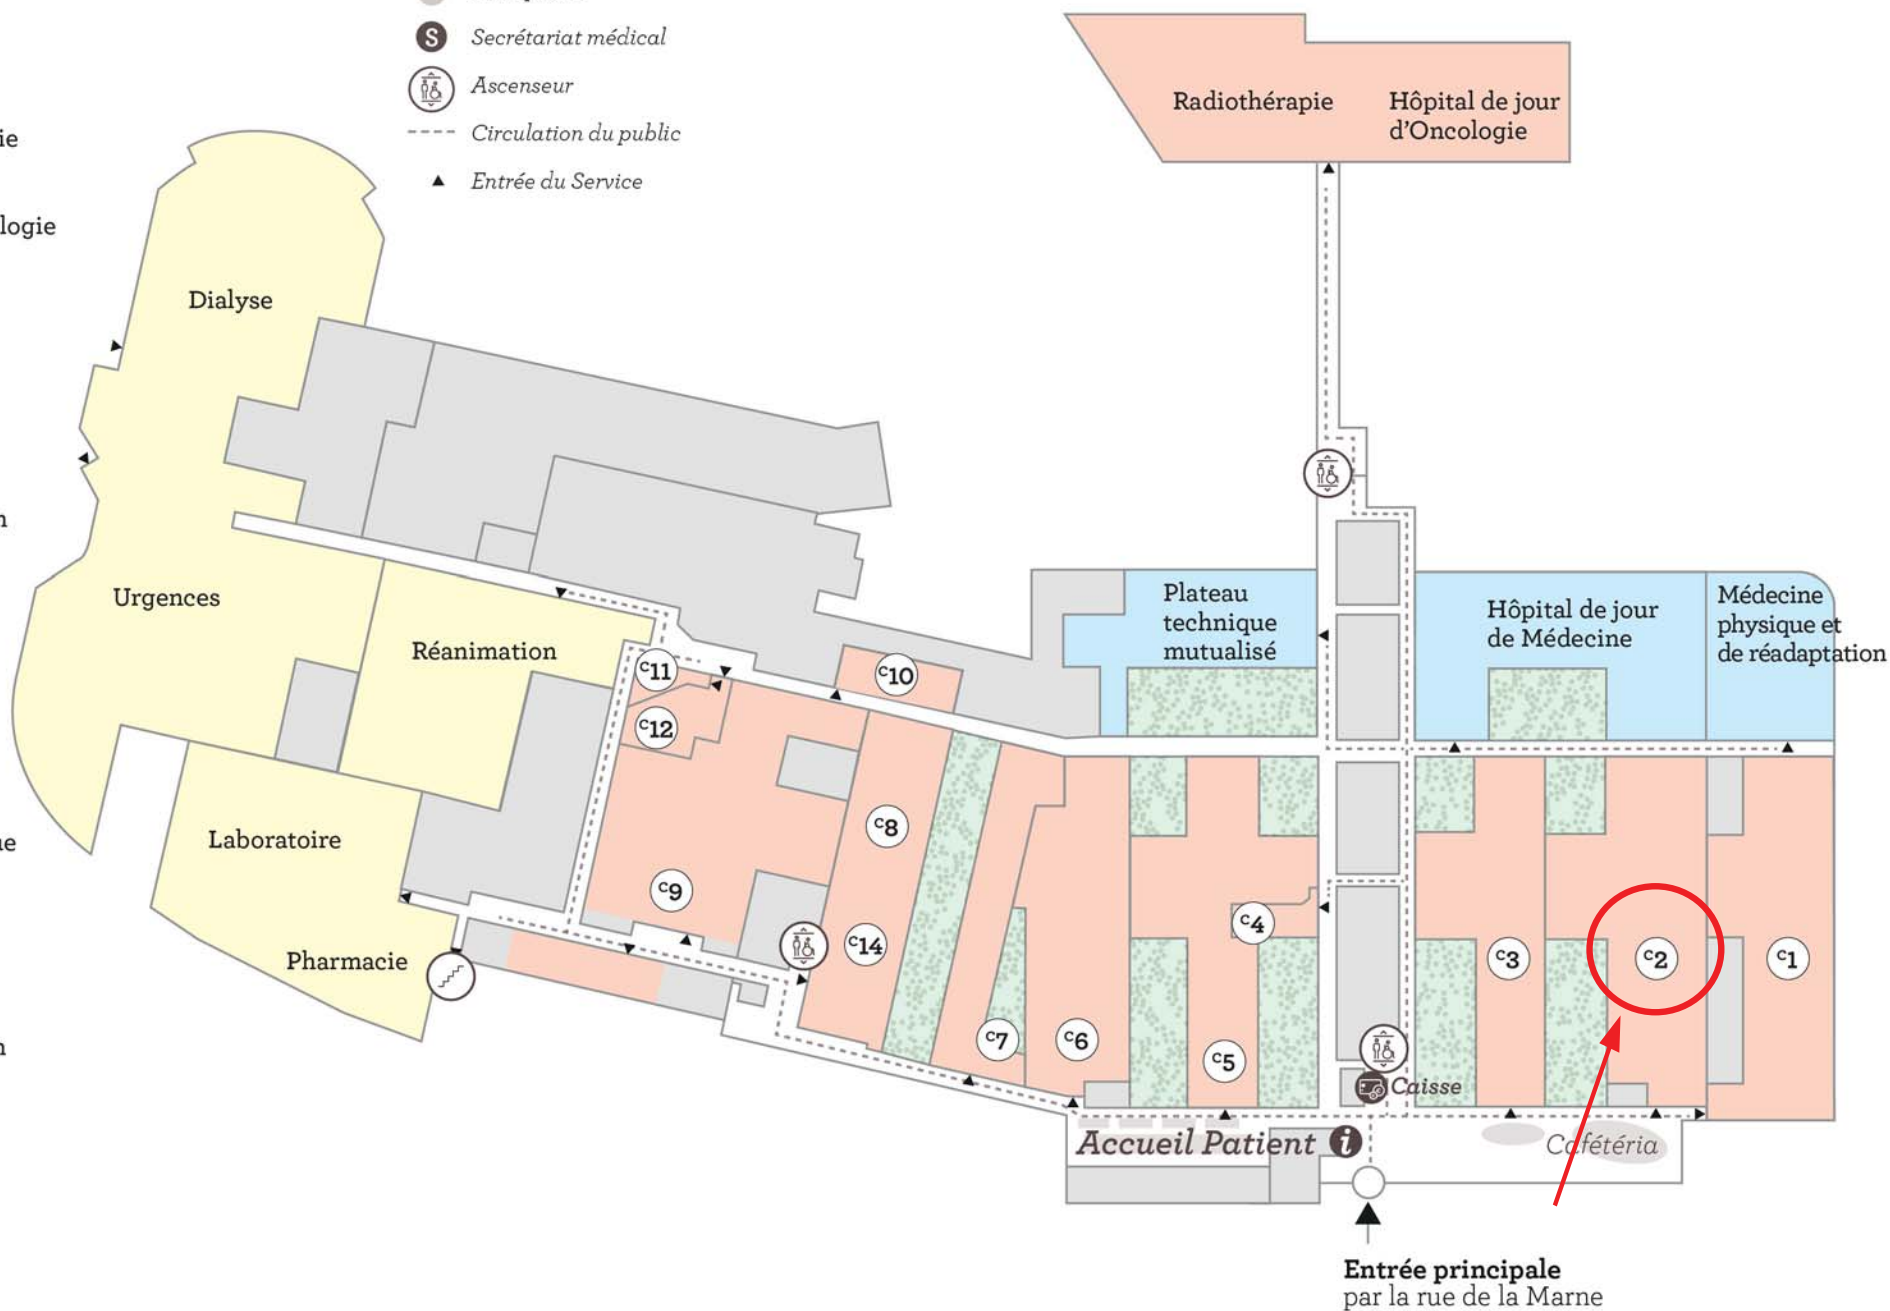 S Secrétariat médical
Ascenseur
Circulation du public
Entrée du Service
ie
logie
n
ue
n
Radiothérapie
Hôpital de jour
d'Oncologie
Dialyse
Urgences
Réanimation
Laboratoire
Pharmacie
Plateau
technique
mutualisé
Hôpital de jour
de Médecine
Médecine
physique et
de réadaptation
C11
C10
C12
C8
C9
C14
C4
C3
C2
C1
C7
C6
C5
Caisse
Accueil Patient i
Cafétéria
Entrée principale
par la rue de la Marne